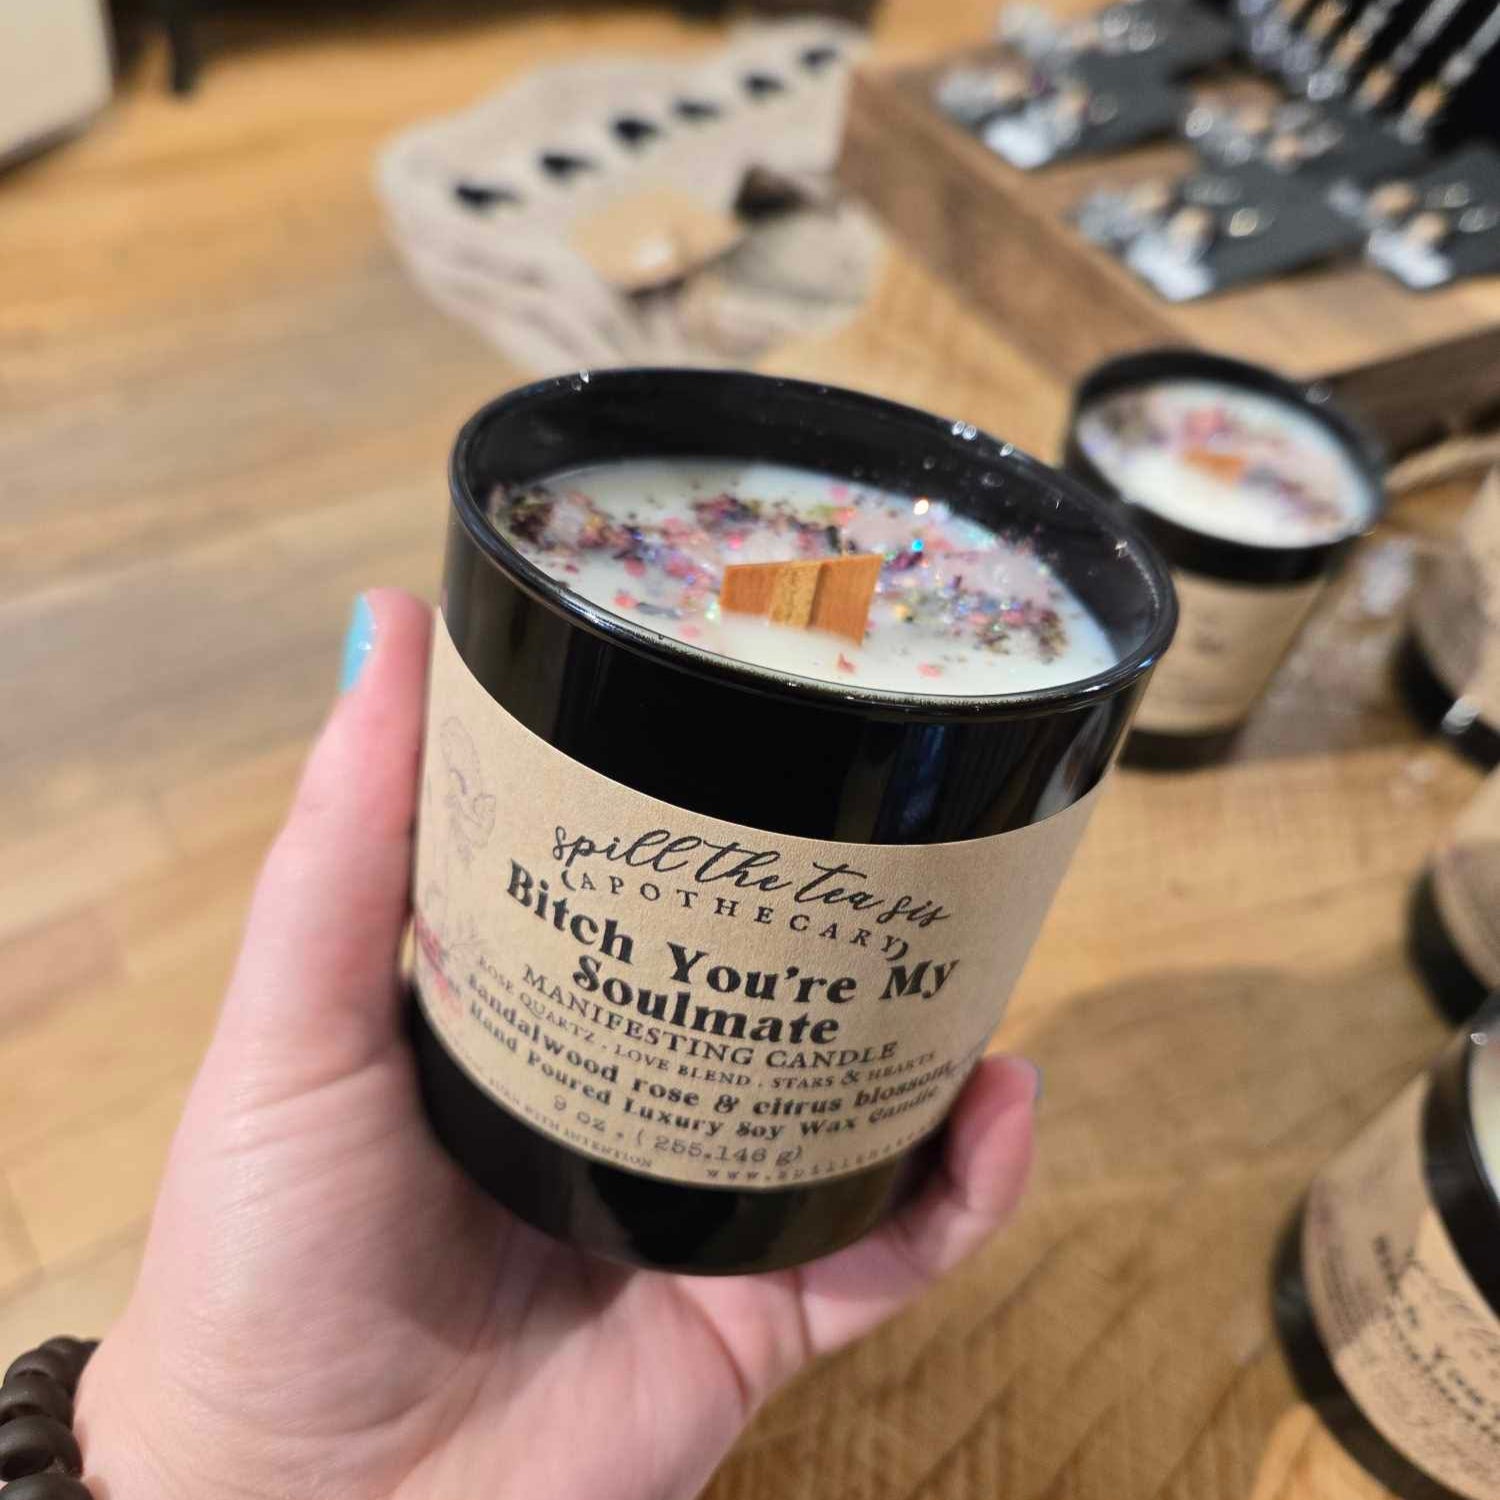 spill the tea sis
(APOTHECARY)
Bitch You're My
Soulmate
MANIFESTING CANDLE
ROSE QUARTZ . LOVE BLEND . STARS & HEARTS
Sandalwood rose & citrus blossom
Hand Poured Luxury Soy Wax Candle
9 oz . ( 255.146 g)
WITH INTENTION